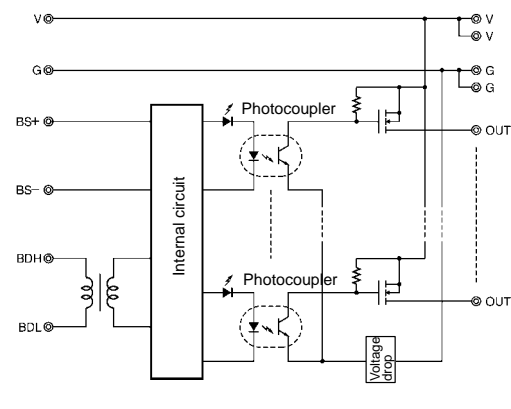 V
V
V
G
G
G
BS+
Photocoupler
OUT
BS−
Internal circuit
BDH
Photocoupler
OUT
BDL
Voltage
drop